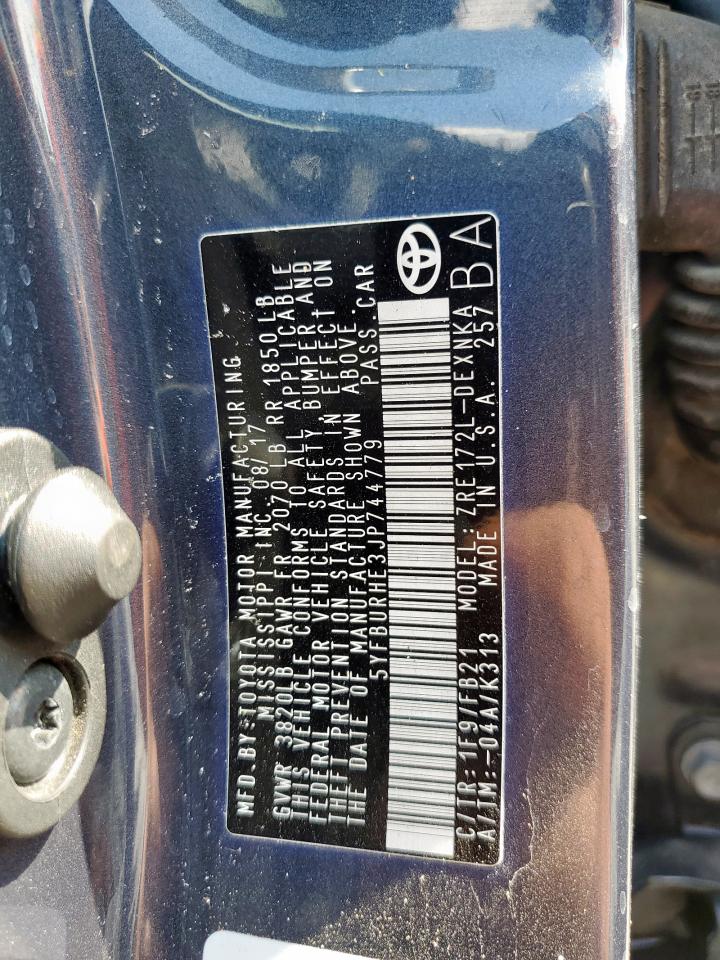 MFD BY: TOYOTA MOTOR MANUFACTURING
MISSISSIPPI INC. 08/17
GVWR 3820LB GAWR FR 2070 LB RR 1850LB
THIS VEHICLE CONFORMS TO ALL APPLICABLE
FEDERAL MOTOR VEHICLE SAFETY, BUMPER AND
THEFT PREVENTION STANDARDS IN EFFECT ON
THE DATE OF MANUFACTURE SHOWN ABOVE.
5YFBURHE3JP744779 PASS. CAR
C/TR: 1F9/FB21 MODEL: ZRE172L-DEXNKA
A/TM: -04A/K313 MADE IN U.S.A. 257
BA